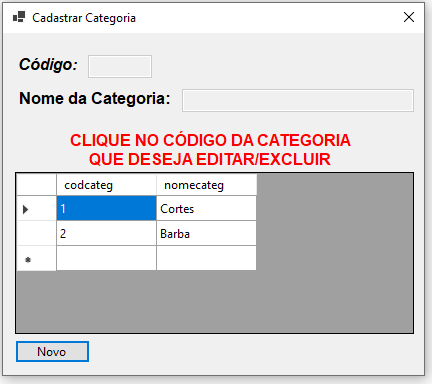 Cadastrar Categoria
Código:
Nome da Categoria:
CLIQUE NO CÓDIGO DA CATEGORIA
QUE DESEJA EDITAR/EXCLUIR
codcateg nomecateg
1 Cortes
2 Barba
Novo